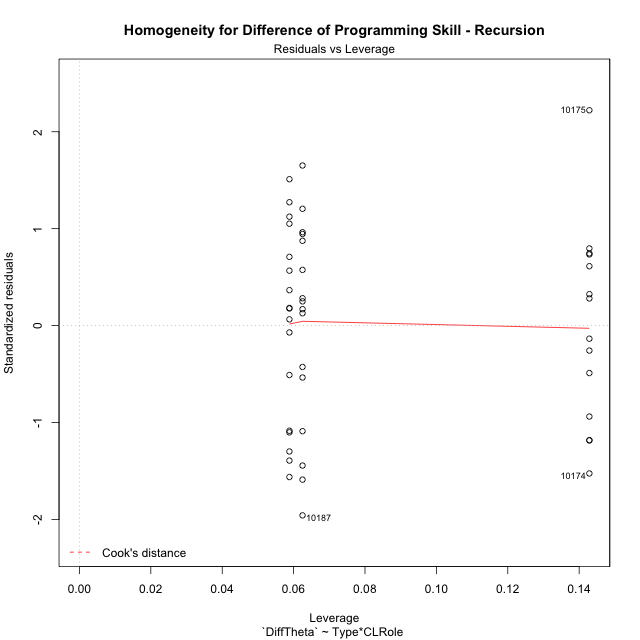 Homogeneity for Difference of Programming Skill - Recursion
Residuals vs Leverage
10175
2
1
0
-1
-2
Standardized residuals
10174
10187
Cook's distance
0.00 0.02 0.04 0.06 0.08 0.10 0.12 0.14
Leverage
`DiffTheta` ~ Type*CLRole